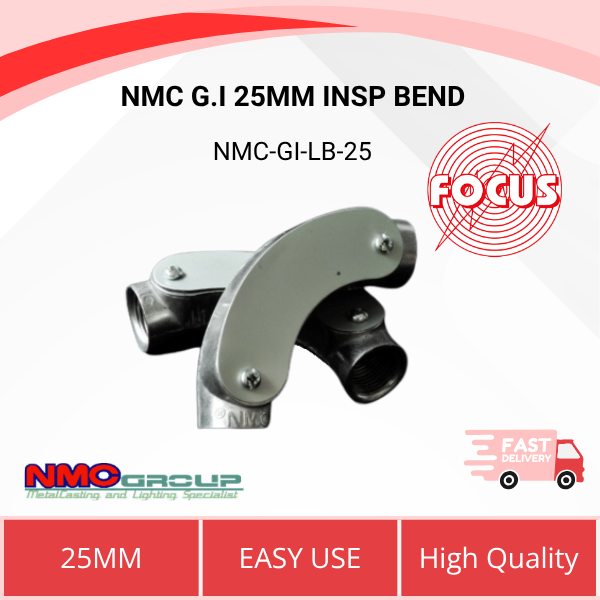 NMC G.I 25MM INSP BEND
NMC-GI-LB-25
FOCUS
NMC
FAST
DELIVERY
NMC GROUP
MetalCasting and Lighting Specialist
25MM
EASY USE
High Quality